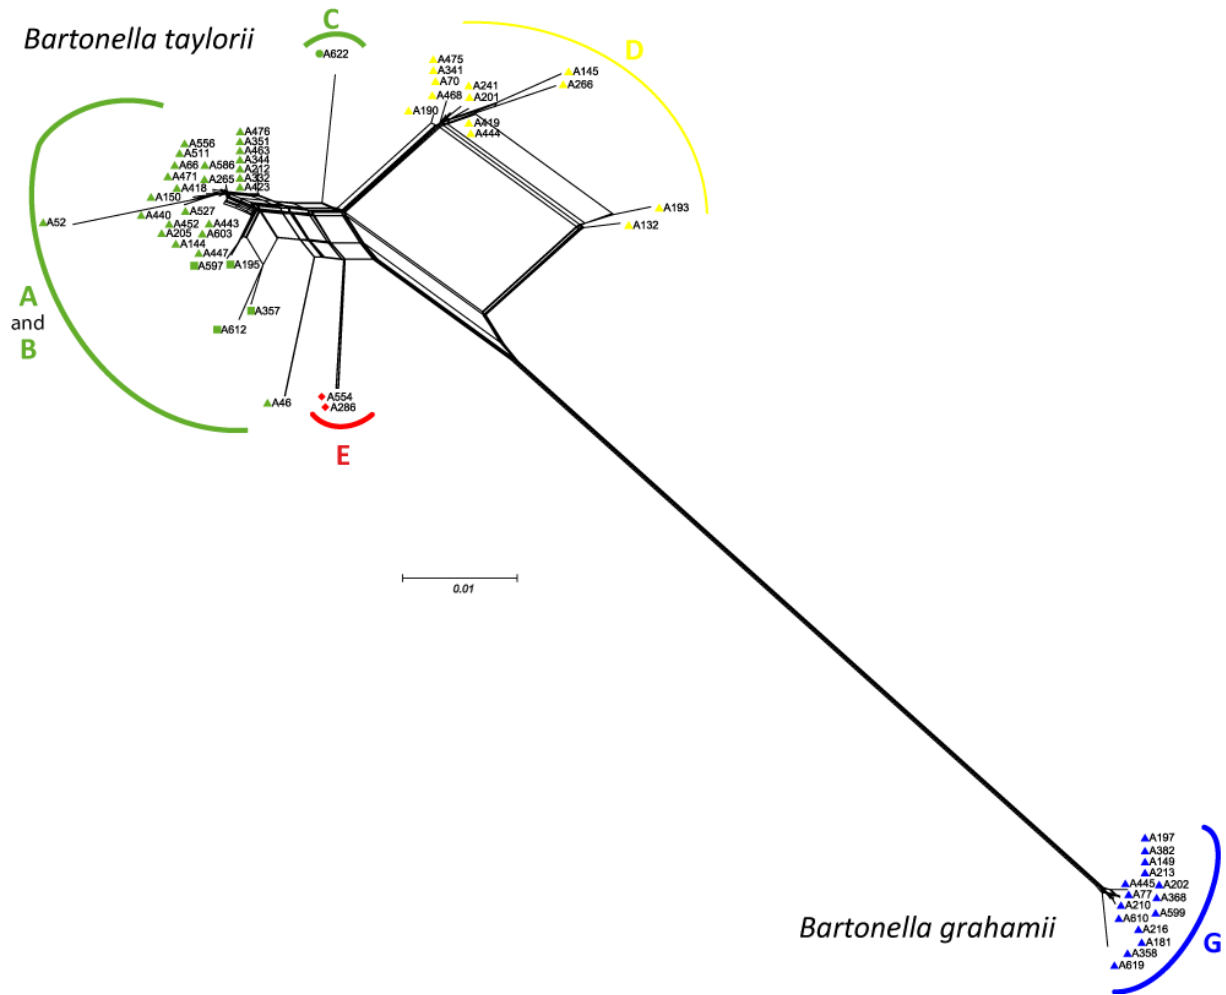 Bartonella taylorii
C
A622
D
A475
A341
A70
A468
A190
A241
A201
A419
A444
A145
A266
A193
A132
A476
A351
A463
A344
A212
A332
A423
A556
A511
A66
A586
A471
A265
A418
A150
A52
A440
A527
A452
A443
A205
A603
A144
A447
A597
A195
A357
A612
A46
A
and
B
A554
A286
E
0.01
Bartonella grahamii
A197
A382
A149
A213
A445
A202
A77
A368
A210
A599
A610
A216
A181
A358
A619
G